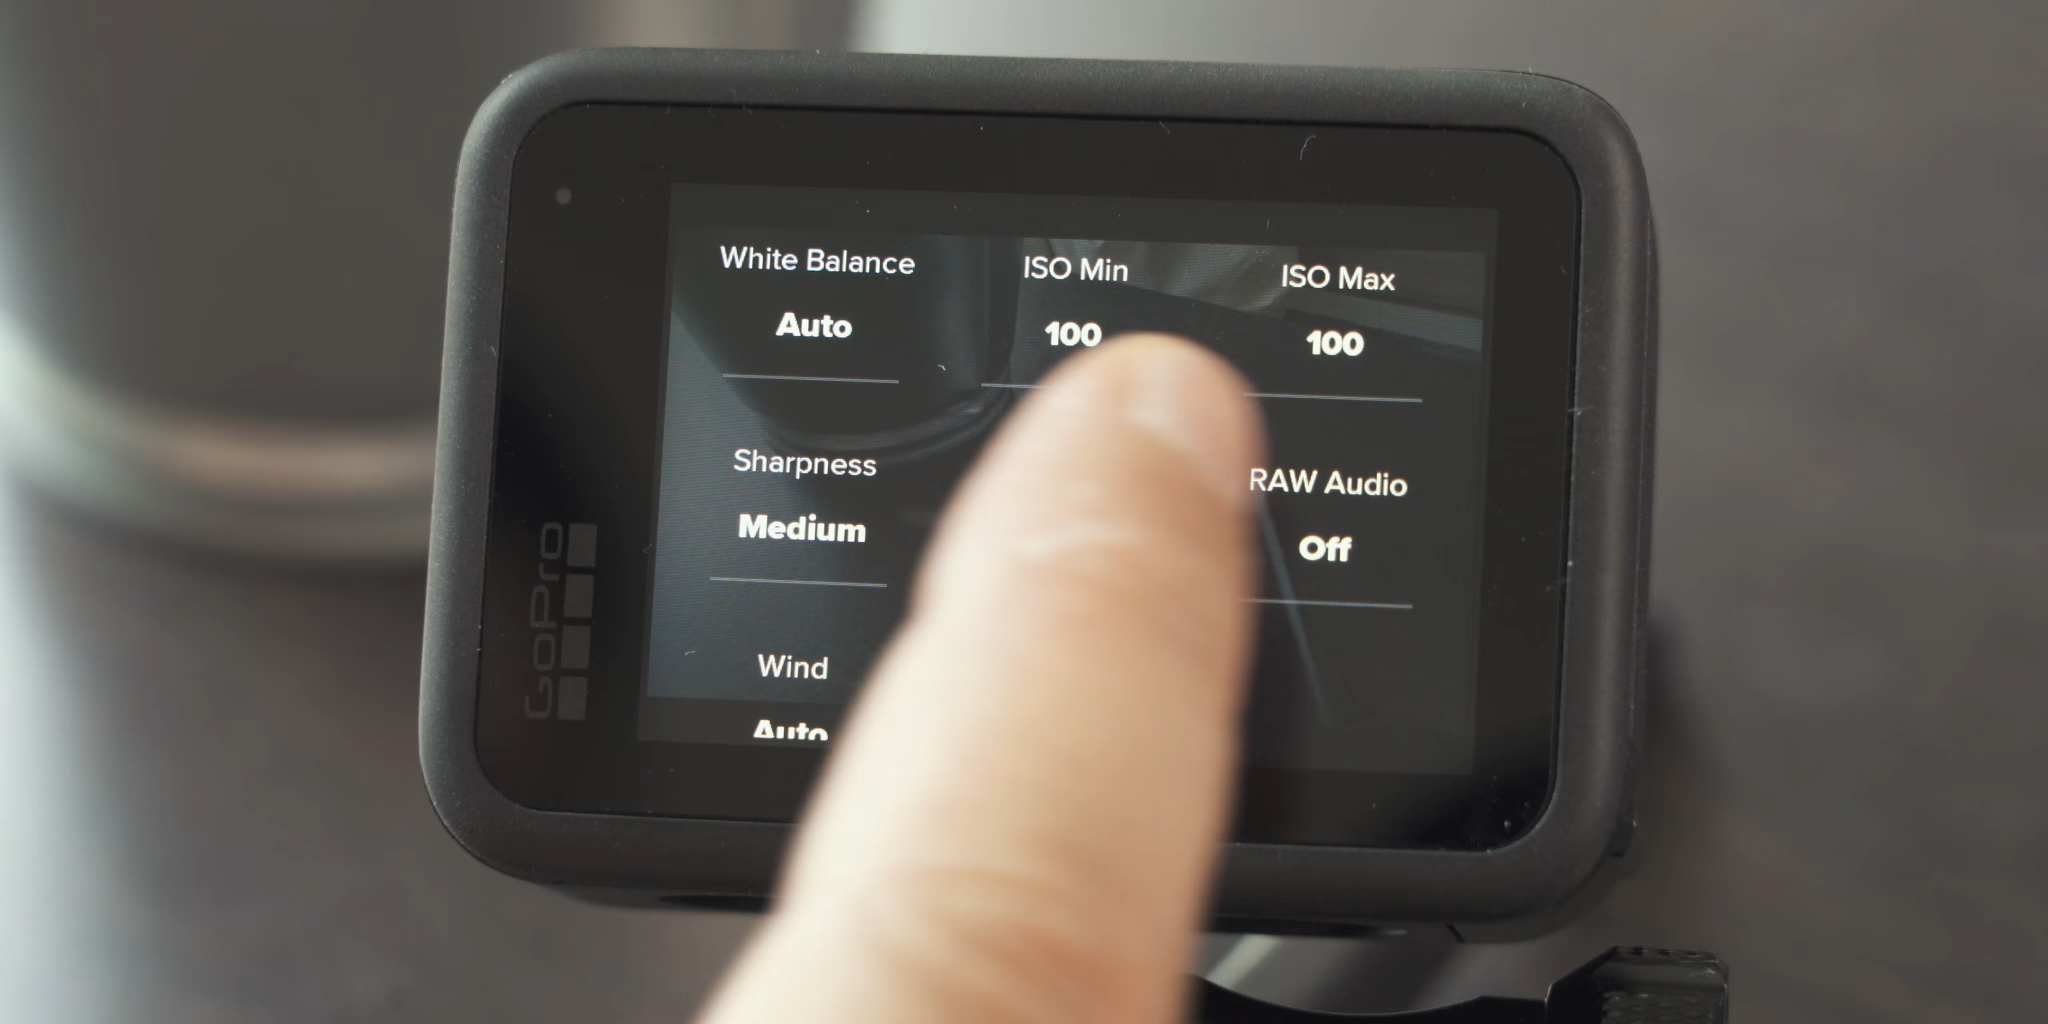 White Balance
ISO Min
ISO Max
Auto
100
100
Sharpness
RAW Audio
Medium
Off
Wind
Auto
GoPro